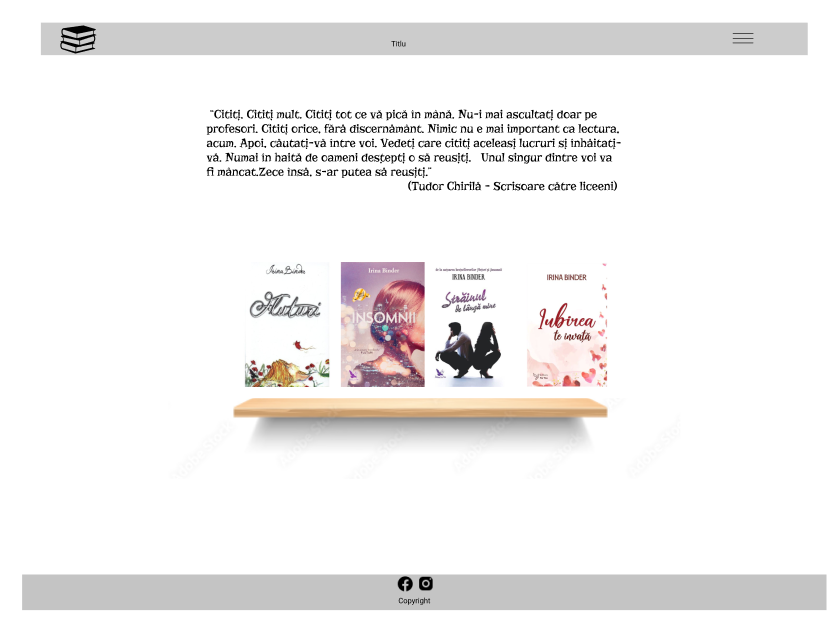 Titlu
"Citiți. Citiți mult. Citiți tot ce vă pică în mână. Nu-i mai ascultați doar pe
profesori. Citiți orice, fără discernământ. Nimic nu e mai important ca lectura,
acum. Apoi, căutați-vă între voi. Vedeți care citiți aceleași lucruri și înhăitați-
vă. Numai în haită de oameni deștepți o să reușiți. Unul singur dintre voi va
fi mâncat.Zece însă, s-ar putea să reușiți."
(Tudor Chirilă - Scrisoare către liceeni)
Irina Binder
Fluturi
Irina Binder
INSOMNII
IRINA BINDER
Străinul
de lângă mine
IRINA BINDER
Iubirea
te învață
Copyright